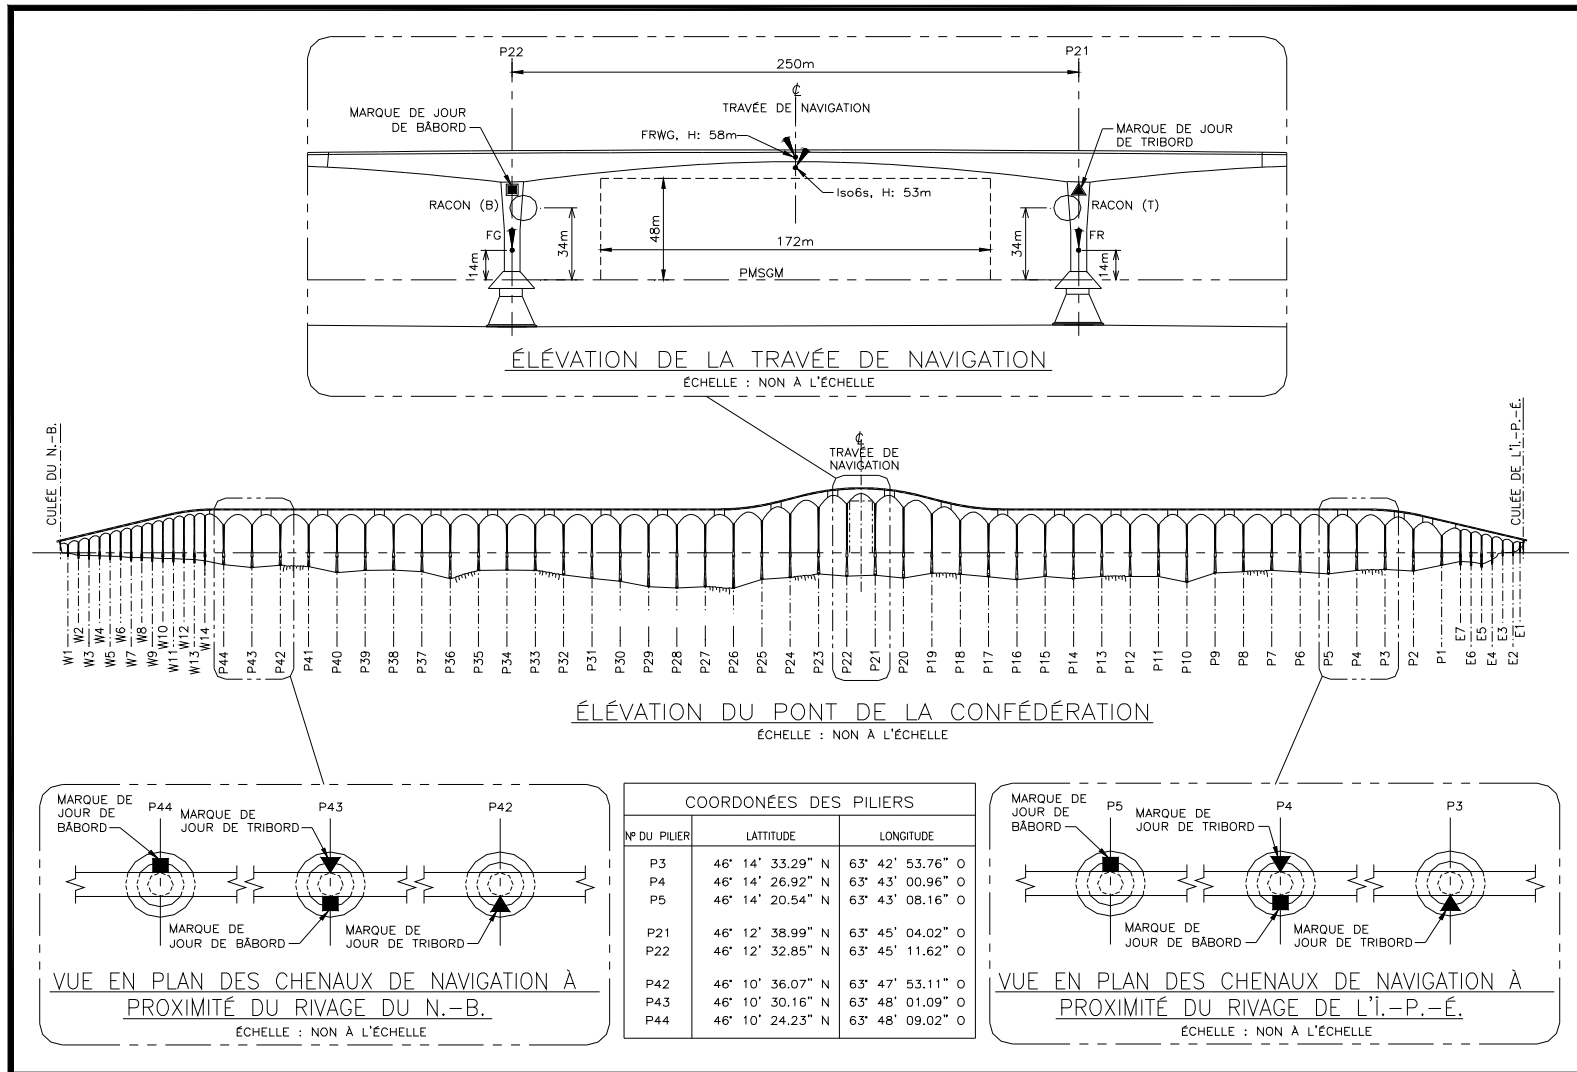 P22
P21
250m
℄
TRAVÉE DE NAVIGATION
MARQUE DE JOUR
DE BÂBORD
FRWG, H: 58m
MARQUE DE JOUR
DE TRIBORD
Iso6s, H: 53m
RACON (B)
RACON (T)
FG
FR
48m
34m
34m
172m
14m
14m
PMSGM
ÉLÉVATION DE LA TRAVÉE DE NAVIGATION
ÉCHELLE : NON À L'ÉCHELLE
CULÉE DU N.-B.
℄
TRAVÉE DE
NAVIGATION
CULÉE DE L'Î.-P.-É.
W1
W2
W3
W4
W5
W6
W7
W8
W9
W10
W11
W12
W13
W14
P44
P43
P42
P41
P40
P39
P38
P37
P36
P35
P34
P33
P32
P31
P30
P29
P28
P27
P26
P25
P24
P23
P22
P21
P20
P19
P18
P17
P16
P15
P14
P13
P12
P11
P10
P9
P8
P7
P6
P5
P4
P3
P2
P1
E7
E6
E5
E4
E3
E2
E1
ÉLÉVATION DU PONT DE LA CONFÉDÉRATION
ÉCHELLE : NON À L'ÉCHELLE
MARQUE DE
JOUR DE
BÂBORD
P44
MARQUE DE
JOUR DE TRIBORD
P43
P42
MARQUE DE
JOUR DE BÂBORD
MARQUE DE
JOUR DE TRIBORD
VUE EN PLAN DES CHENAUX DE NAVIGATION À
PROXIMITÉ DU RIVAGE DU N.-B.
ÉCHELLE : NON À L'ÉCHELLE
COORDONÉES DES PILIERS
Nº DU PILIER LATTITUDE LONGITUDE
P3 46° 14' 33.29" N 63° 42' 53.76" O
P4 46° 14' 26.92" N 63° 43' 00.96" O
P5 46° 14' 20.54" N 63° 43' 08.16" O
P21 46° 12' 38.99" N 63° 45' 04.02" O
P22 46° 12' 32.85" N 63° 45' 11.62" O
P42 46° 10' 36.07" N 63° 47' 53.11" O
P43 46° 10' 30.16" N 63° 48' 01.09" O
P44 46° 10' 24.23" N 63° 48' 09.02" O
MARQUE DE
JOUR DE
BÂBORD
P5
MARQUE DE
JOUR DE TRIBORD
P4
P3
MARQUE DE
JOUR DE BÂBORD
MARQUE DE
JOUR DE TRIBORD
VUE EN PLAN DES CHENAUX DE NAVIGATION À
PROXIMITÉ DU RIVAGE DE L'Î.-P.-É.
ÉCHELLE : NON À L'ÉCHELLE